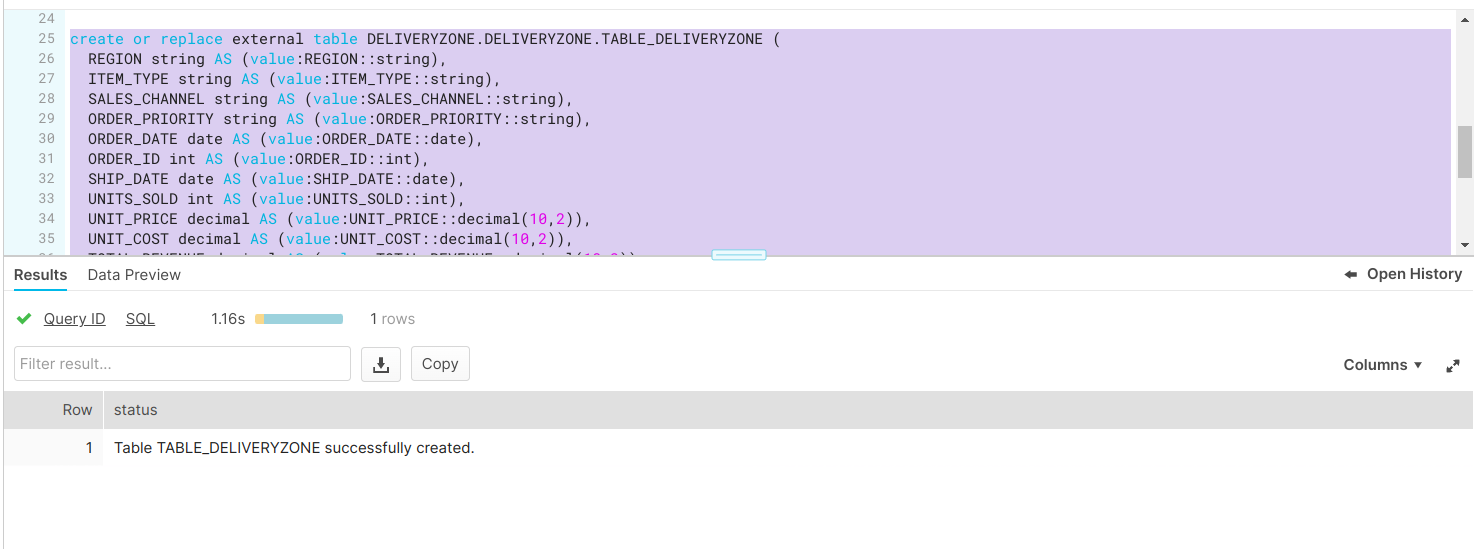 24
25 create or replace external table DELIVERYZONE.DELIVERYZONE.TABLE_DELIVERYZONE (
26 REGION string AS (value:REGION::string),
27 ITEM_TYPE string AS (value:ITEM_TYPE::string),
28 SALES_CHANNEL string AS (value:SALES_CHANNEL::string),
29 ORDER_PRIORITY string AS (value:ORDER_PRIORITY::string),
30 ORDER_DATE date AS (value:ORDER_DATE::date),
31 ORDER_ID int AS (value:ORDER_ID::int),
32 SHIP_DATE date AS (value:SHIP_DATE::date),
33 UNITS_SOLD int AS (value:UNITS_SOLD::int),
34 UNIT_PRICE decimal AS (value:UNIT_PRICE::decimal(10,2)),
35 UNIT_COST decimal AS (value:UNIT_COST::decimal(10,2)),
Results Data Preview Open History
Query ID SQL 1.16s 1 rows
Filter result... Copy Columns
Row status
1 Table TABLE_DELIVERYZONE successfully created.